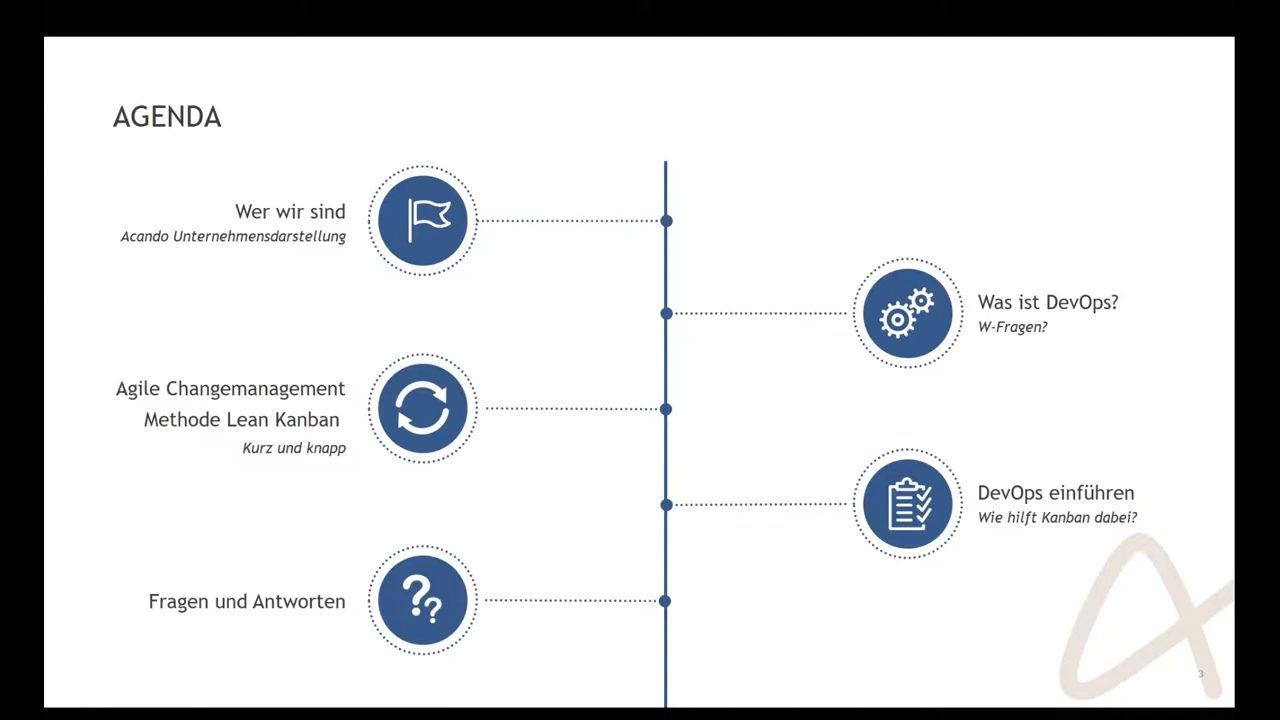 AGENDA
Wer wir sind
Acando Unternehmensdarstellung
Was ist DevOps?
W-Fragen?
Agile Changemanagement
Methode Lean Kanban
Kurz und knapp
DevOps einführen
Wie hilft Kanban dabei?
Fragen und Antworten
3